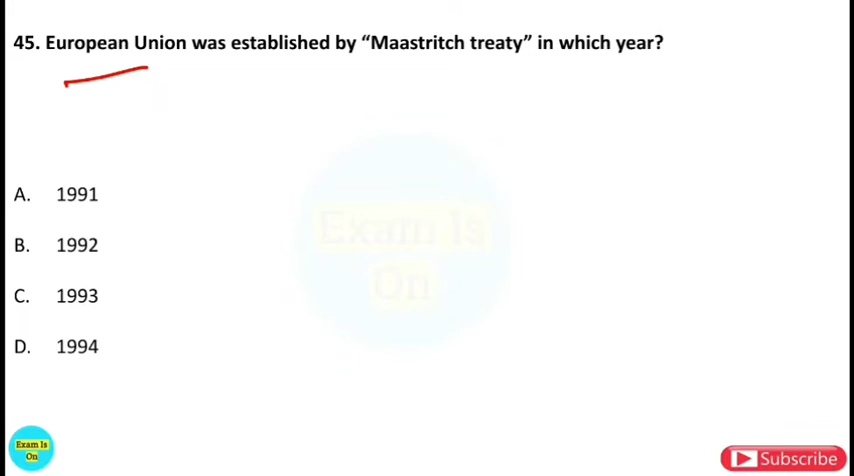 45. European Union was established by “Maastritch treaty” in which year?
A. 1991
B. 1992
C. 1993
D. 1994
Exam Is
On
Exam Is
On
Subscribe